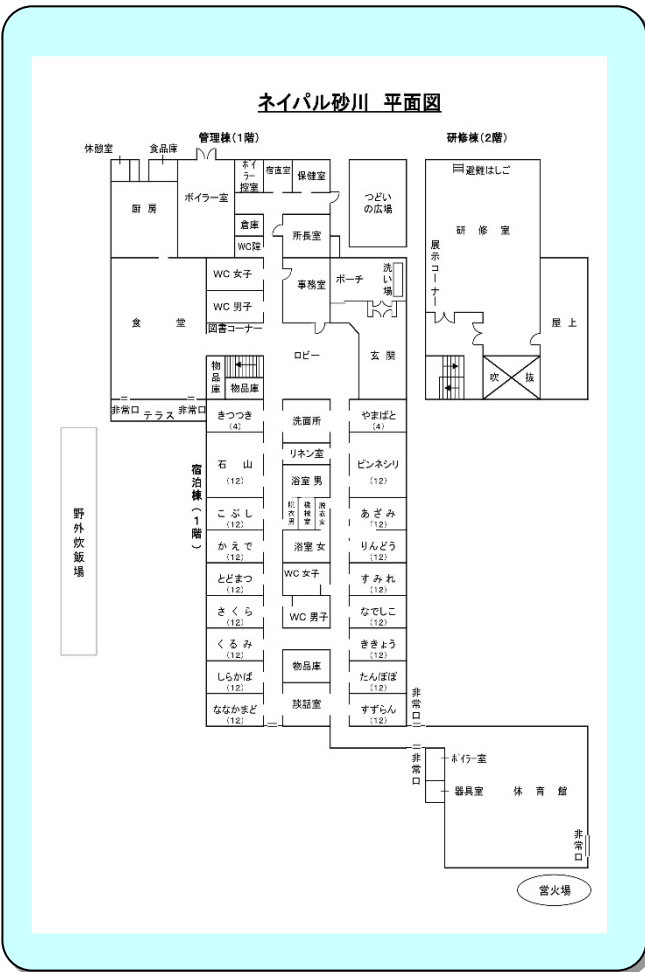 ネイパル砂川 平面図
管理棟(1階)
研修棟(2階)
休憩室
食品庫
ボイラー控室
宿直室
保健室
避難はしご
厨房
ボイラー室
つどいの広場
研修室
倉庫
所長室
WC障
展示コーナー
WC 女子
事務室
ポーチ
洗い場
WC 男子
食堂
図書コーナー
屋上
ロビー
玄関
物品庫
物品庫
吹抜
非常口
テラス
非常口
宿泊棟(1階)
野外炊飯場
きつつき
(4)
洗面所
やまばと
(4)
リネン室
石山
(12)
浴室 男
ピンネシリ
(12)
こぶし
(12)
脱衣男
機械室
脱衣女
あざみ
(12)
かえで
(12)
浴室 女
りんどう
(12)
とどまつ
(12)
WC 女子
すみれ
(12)
さくら
(12)
WC 男子
なでしこ
(12)
くるみ
(12)
ききょう
(12)
しらかば
(12)
物品庫
たんぽぽ
(12)
ななかまど
(12)
談話室
すずらん
(12)
非常口
非常口
ボイラー室
器具室
体育館
非常口
営火場